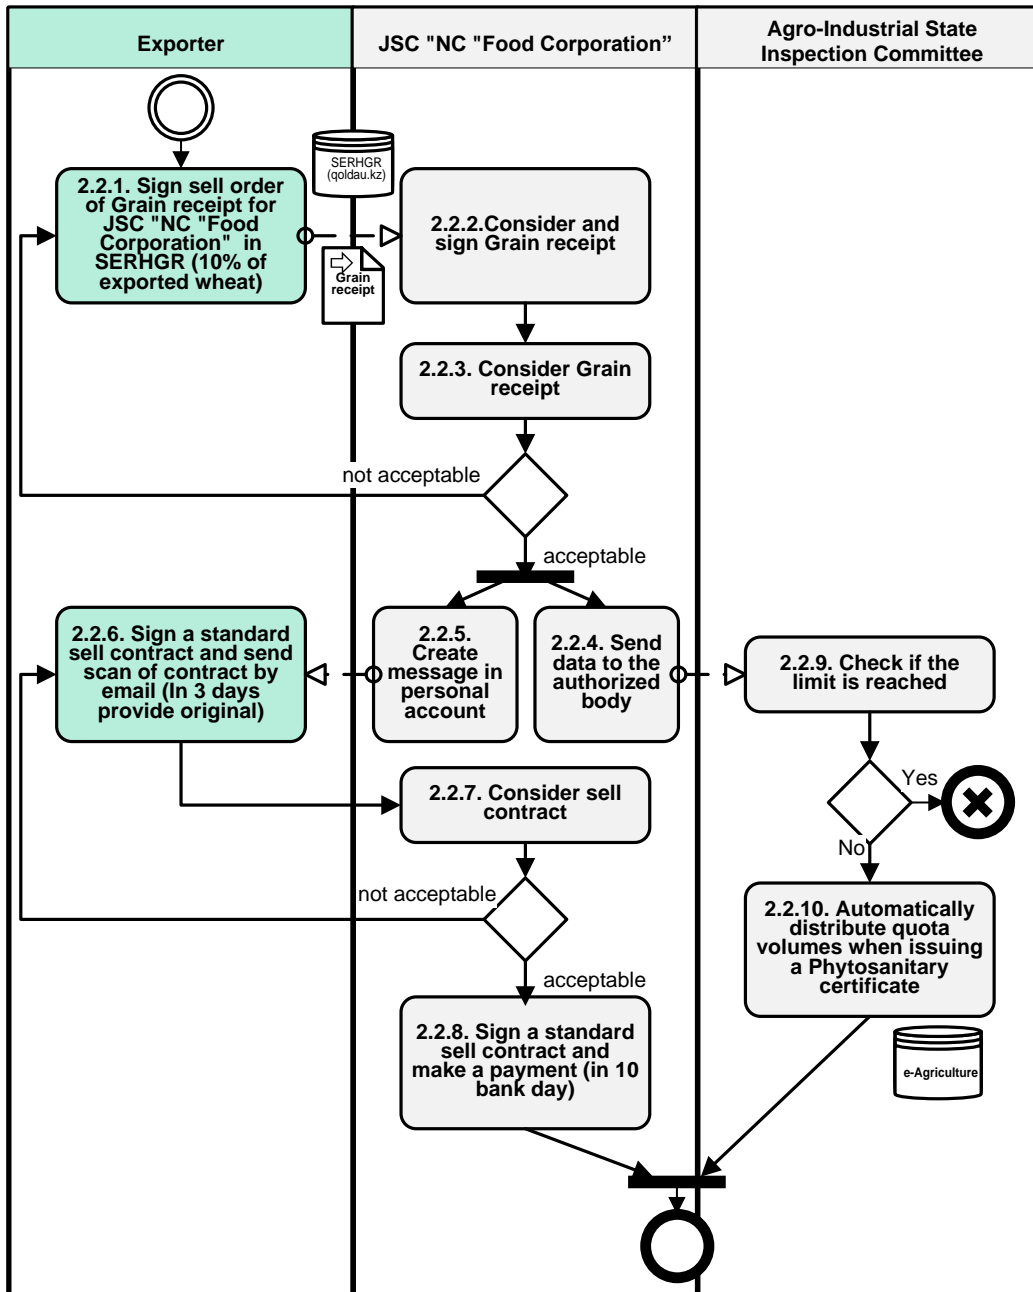 Exporter
JSC "NC "Food Corporation”
Agro-Industrial State
Inspection Committee
SERHGR
(qoldau.kz)
2.2.1. Sign sell order
of Grain receipt for
JSC "NC "Food
Corporation" in
SERHGR (10% of
exported wheat)
Grain
receipt
2.2.2.Consider and
sign Grain receipt
2.2.3. Consider Grain
receipt
not acceptable
acceptable
2.2.6. Sign a standard
sell contract and send
scan of contract by
email (In 3 days
provide original)
2.2.5.
Create
message in
personal
account
2.2.4. Send
data to the
authorized
body
2.2.9. Check if the
limit is reached
2.2.7. Consider sell
contract
Yes
No
not acceptable
acceptable
2.2.10. Automatically
distribute quota
volumes when issuing
a Phytosanitary
certificate
2.2.8. Sign a standard
sell contract and
make a payment (in 10
bank day)
e-Agriculture